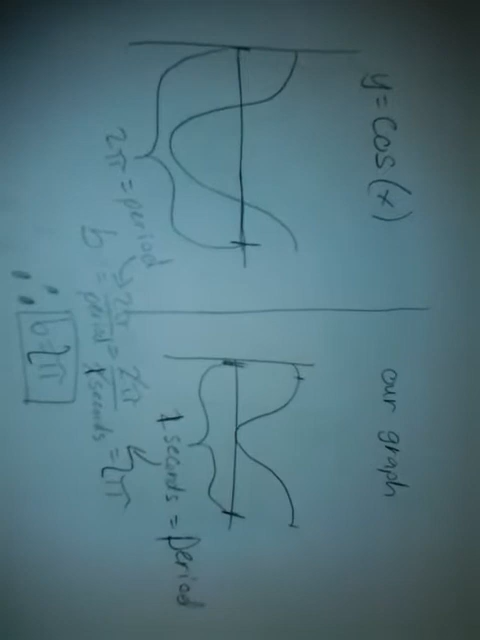 y = cos(x)
2π = period
b = 2π/period = 2π/1 seconds = 2π
∴ b = 2π
our graph
1 seconds = period